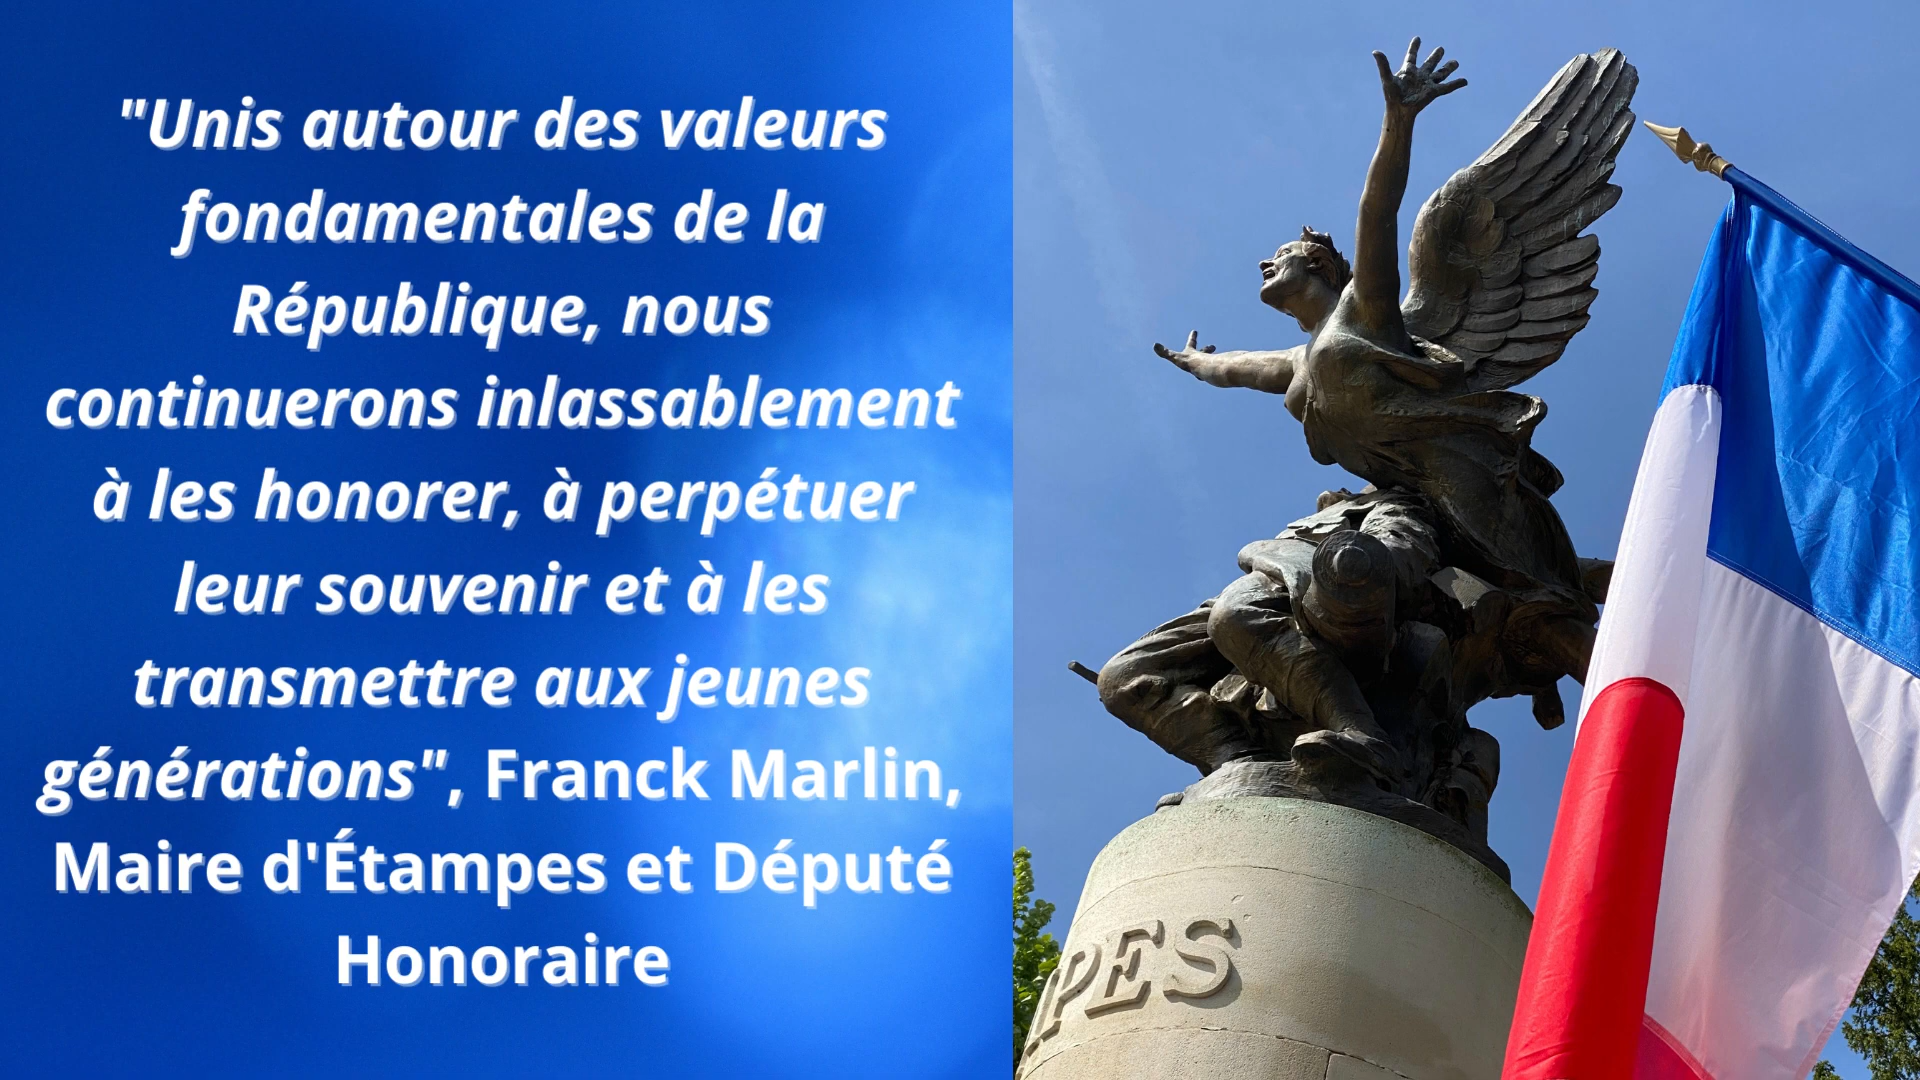 "Unis autour des valeurs
fondamentales de la
République, nous
continuerons inlassablement
à les honorer, à perpétuer
leur souvenir et à les
transmettre aux jeunes
générations", Franck Marlin,
Maire d'Étampes et Député
Honoraire
PES